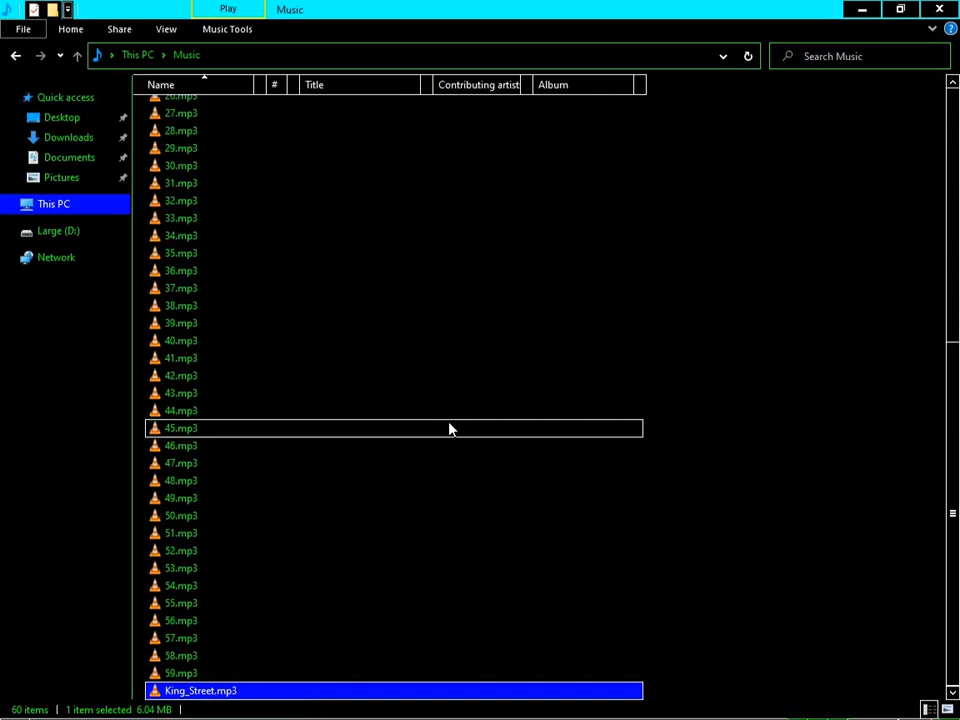 Play
Music
File
Home
Share
View
Music Tools
This PC
Music
Search Music
Name
#
Title
Contributing artist
Album
Quick access
Desktop
Downloads
Documents
Pictures
This PC
Large (D:)
Network
26.mp3
27.mp3
28.mp3
29.mp3
30.mp3
31.mp3
32.mp3
33.mp3
34.mp3
35.mp3
36.mp3
37.mp3
38.mp3
39.mp3
40.mp3
41.mp3
42.mp3
43.mp3
44.mp3
45.mp3
46.mp3
47.mp3
48.mp3
49.mp3
50.mp3
51.mp3
52.mp3
53.mp3
54.mp3
55.mp3
56.mp3
57.mp3
58.mp3
59.mp3
King_Street.mp3
60 items
1 item selected 6.04 MB